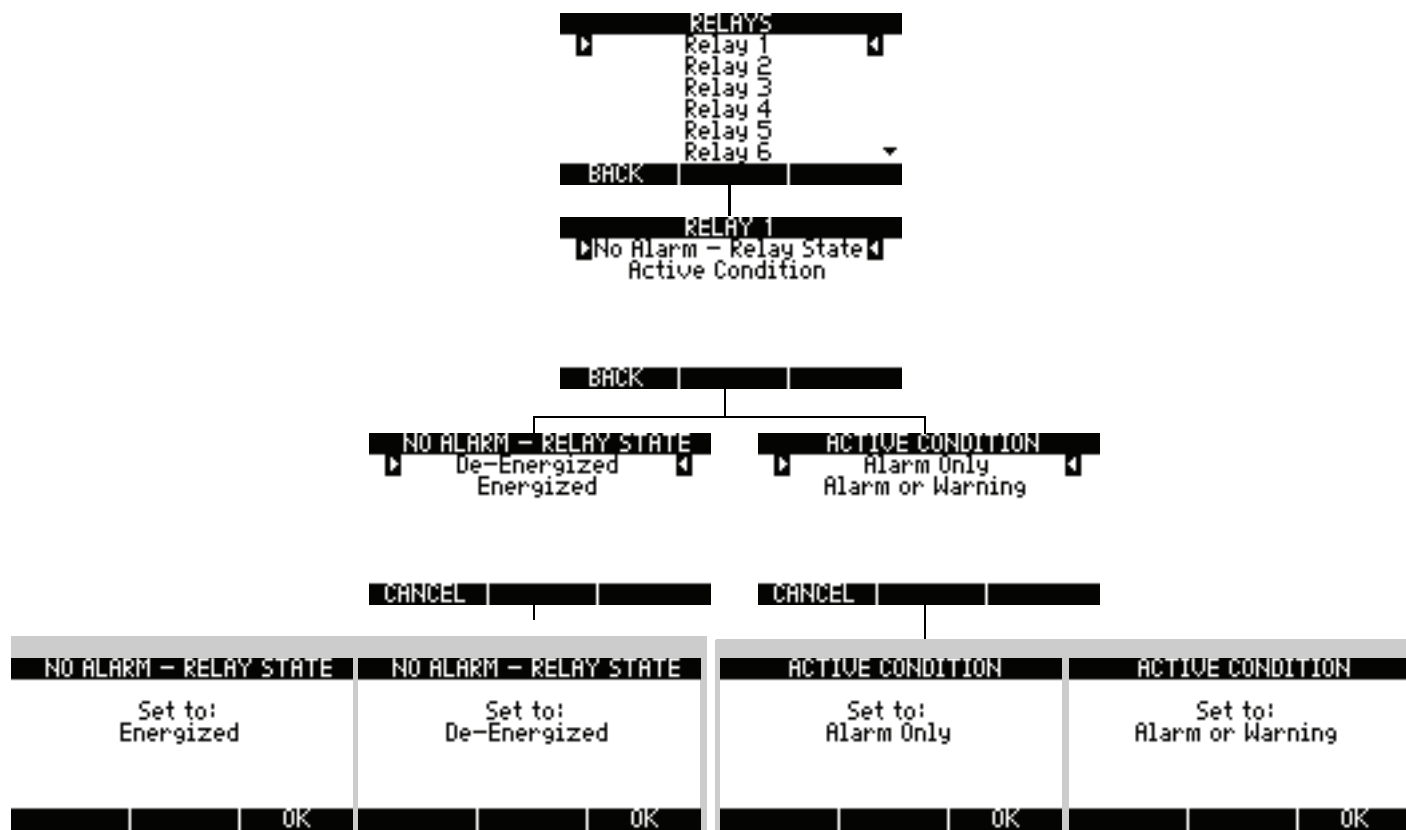 RELAYS
Relay 1
Relay 2
Relay 3
Relay 4
Relay 5
Relay 6
BACK
RELAY 1
No Alarm - Relay State
Active Condition
BACK
NO ALARM - RELAY STATE
De-Energized
Energized
CANCEL
ACTIVE CONDITION
Alarm Only
Alarm or Warning
CANCEL
NO ALARM - RELAY STATE
Set to:
Energized
OK
NO ALARM - RELAY STATE
Set to:
De-Energized
OK
ACTIVE CONDITION
Set to:
Alarm Only
OK
ACTIVE CONDITION
Set to:
Alarm or Warning
OK